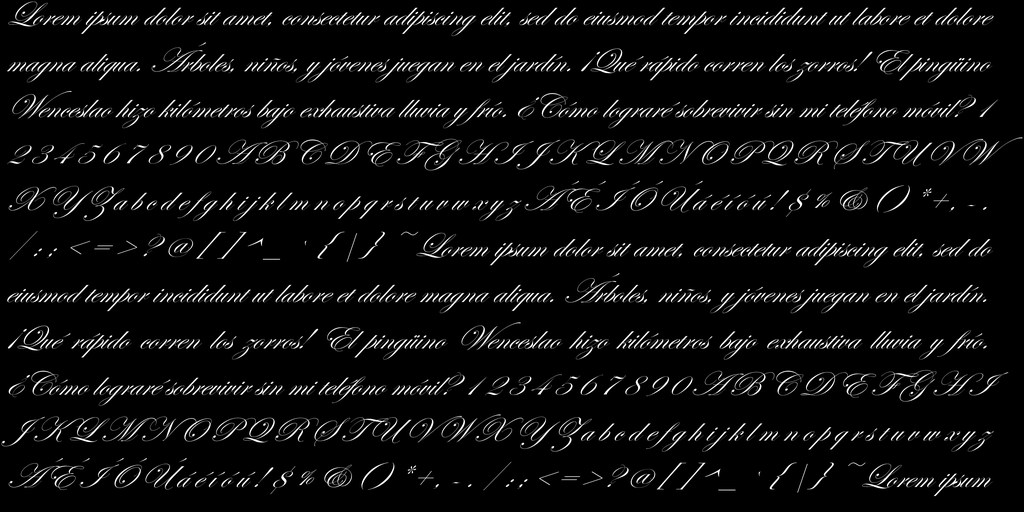 Lorem ipsum dolor sit amet, consectetur adipiscing elit, sed do eiusmod tempor incididunt ut labore et dolore
magna aliqua. Árboles, niños, y jóvenes juegan en el jardín. ¡Qué rápido corren los zorros! El pingüino
Wenceslao hizo kilómetros bajo exhaustiva lluvia y frío. ¿Cómo lograré sobrevivir sin mi teléfono móvil? 1
2 3 4 5 6 7 8 9 0 A B C D E F G H I J K L M N O P Q R S T U V W
X Y Z a b c d e f g h i j k l m n o p q r s t u v w x y z Á É Í Ó Ú á é í ó ú ! $ % & ( ) * + , - .
/ : ; < = > ? @ [ ] ^ _ ` { | } ~ Lorem ipsum dolor sit amet, consectetur adipiscing elit, sed do
eiusmod tempor incididunt ut labore et dolore magna aliqua. Árboles, niños, y jóvenes juegan en el jardín.
¡Qué rápido corren los zorros! El pingüino Wenceslao hizo kilómetros bajo exhaustiva lluvia y frío.
¿Cómo lograré sobrevivir sin mi teléfono móvil? 1 2 3 4 5 6 7 8 9 0 A B C D E F G H I
J K L M N O P Q R S T U V W X Y Z a b c d e f g h i j k l m n o p q r s t u v w x y z
Á É Í Ó Ú á é í ó ú ! $ % & ( ) * + , - . / : ; < = > ? @ [ ] ^ _ ` { | } ~ Lorem ipsum